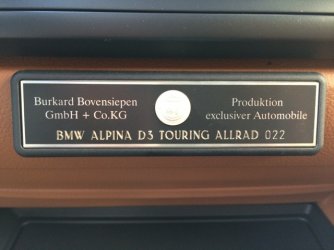 Burkard Bovensiepen
GmbH + Co.KG
Produktion
exclusiver Automobile
BMW ALPINA D3 TOURING ALLRAD 022